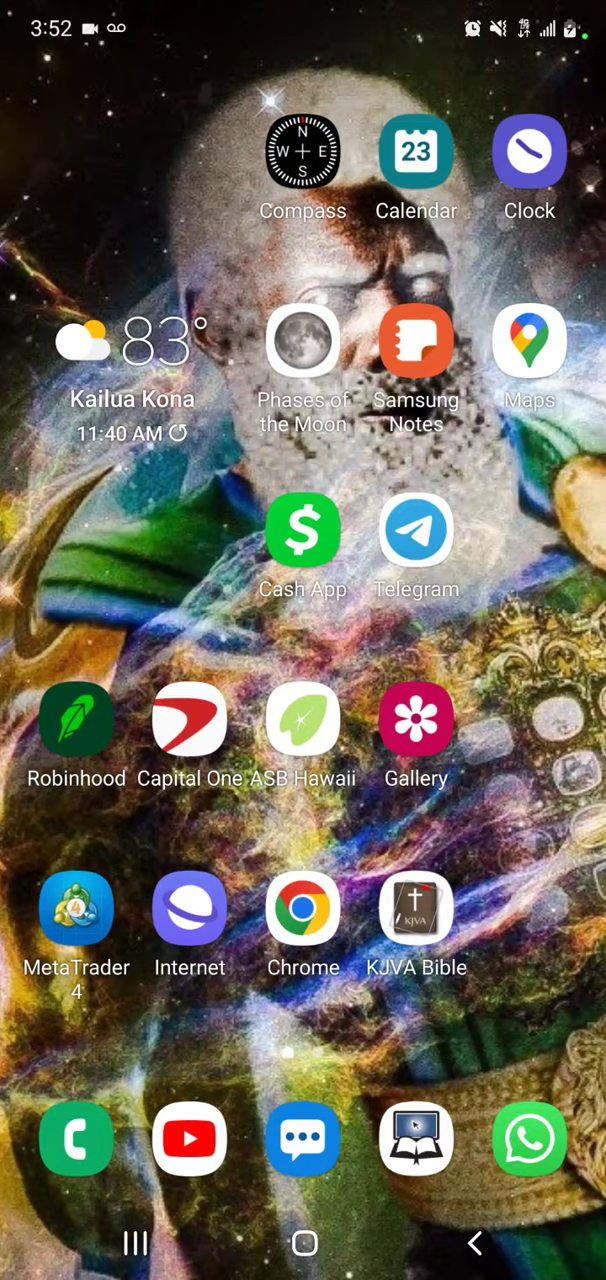 3:52
4G
N
W E
S
23
Compass
Calendar
Clock
83°
Kailua Kona
11:40 AM
Phases of
the Moon
Samsung
Notes
Maps
$
Cash App
Telegram
Robinhood
Capital One
ASB Hawaii
Gallery
4
KJVA
MetaTrader
4
Internet
Chrome
KJVA Bible